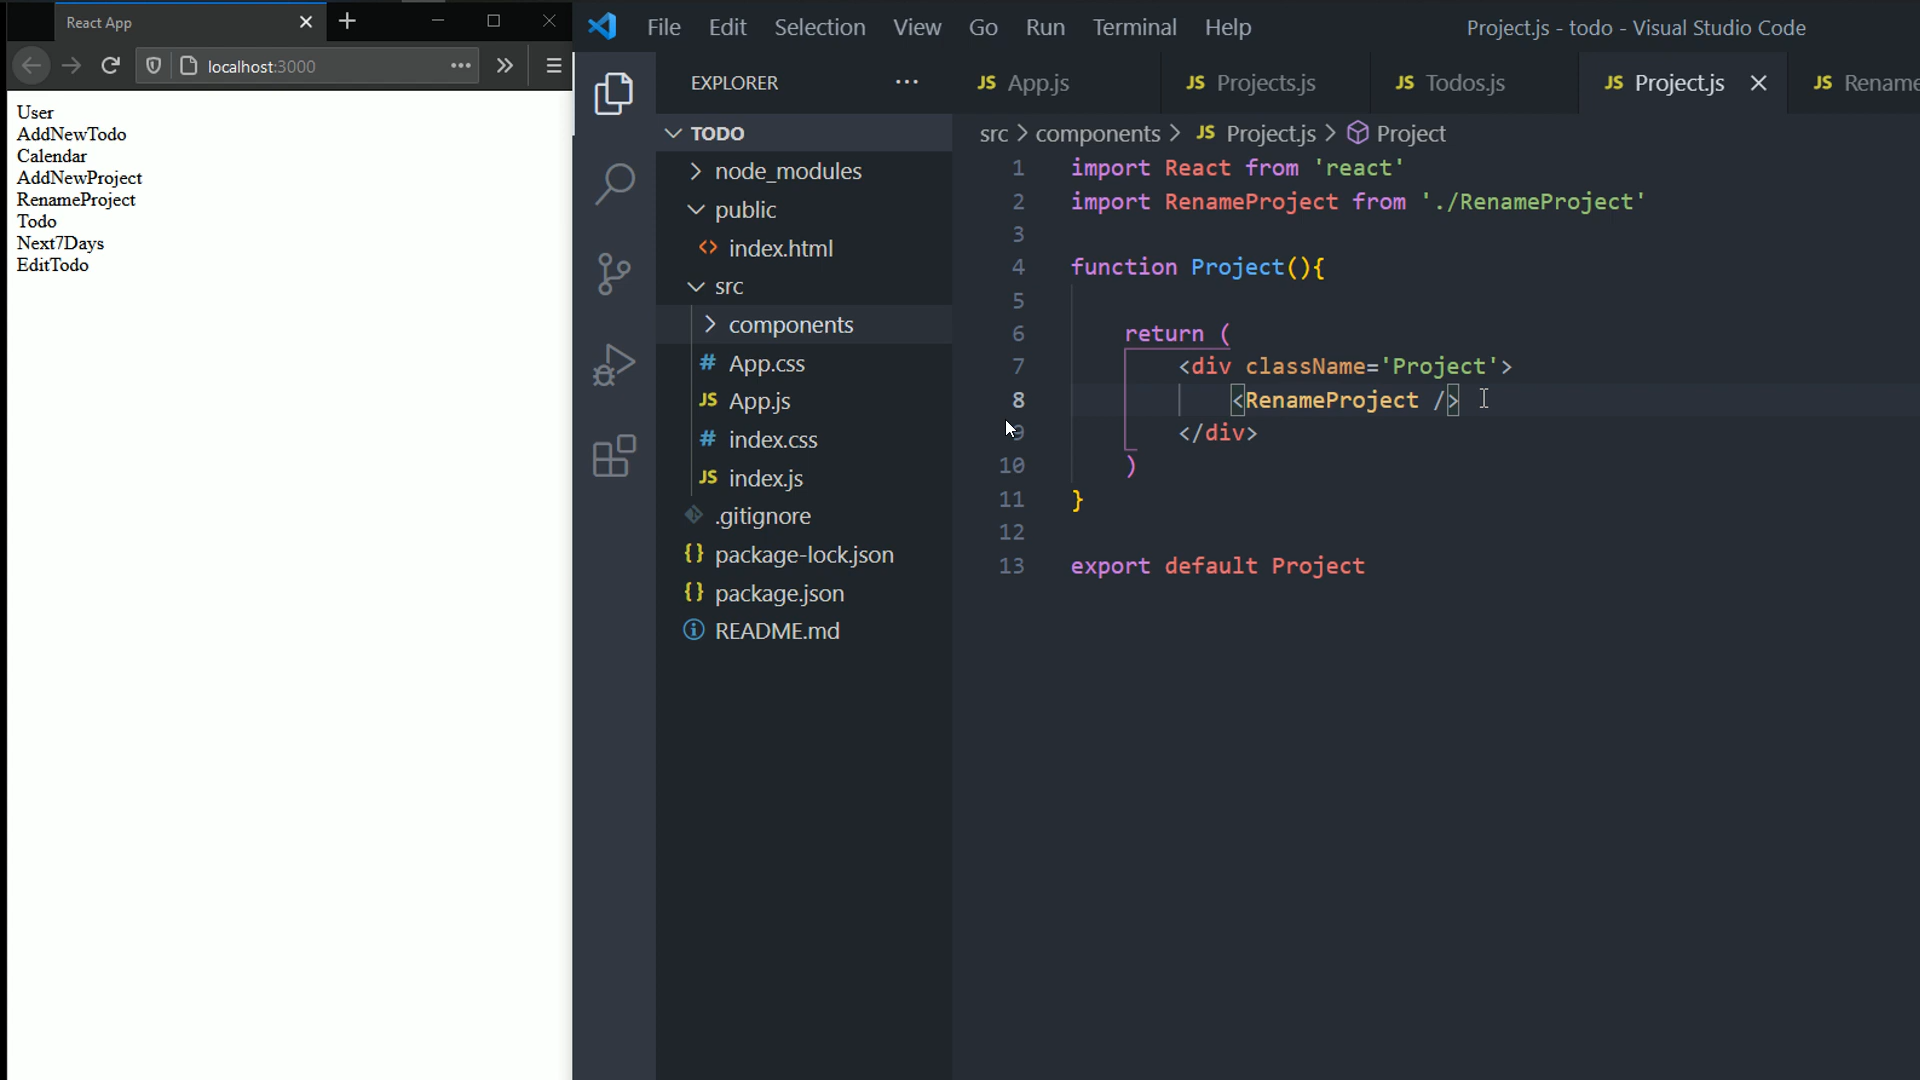 React App
localhost:3000
User
AddNewTodo
Calendar
AddNewProject
RenameProject
Todo
Next7Days
EditTodo
File Edit Selection View Go Run Terminal Help
Project.js - todo - Visual Studio Code
EXPLORER
TODO
node_modules
public
<> index.html
src
components
# App.css
JS App.js
# index.css
JS index.js
.gitignore
{} package-lock.json
{} package.json
README.md
JS App.js JS Projects.js JS Todos.js JS Project.js JS Rename
src > components > JS Project.js > Project
1 import React from 'react'
2 import RenameProject from './RenameProject'
3
4 function Project(){
5
6 return (
7 <div className='Project'>
8 <RenameProject />
9 </div>
10 )
11 }
12
13 export default Project